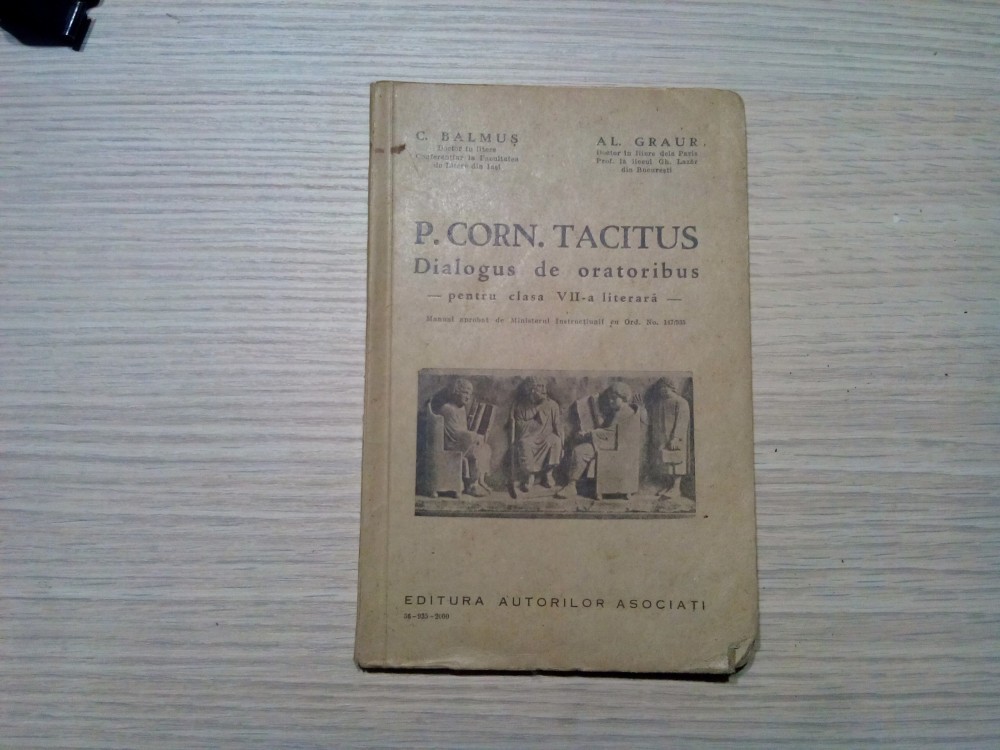 C. BALMUȘ
Doctor în litere
Conferențiar la Facultatea
de Litere din Iași
AL. GRAUR
Doctor în litere dela Paris
Prof. la liceul Gh. Lazăr
din București
P. CORN. TACITUS
Dialogus de oratoribus
— pentru clasa VII-a literară —
Manual aprobat de Ministerul Instrucțiunii cu Ord. No.
EDITURA AUTORILOR ASOCIATI